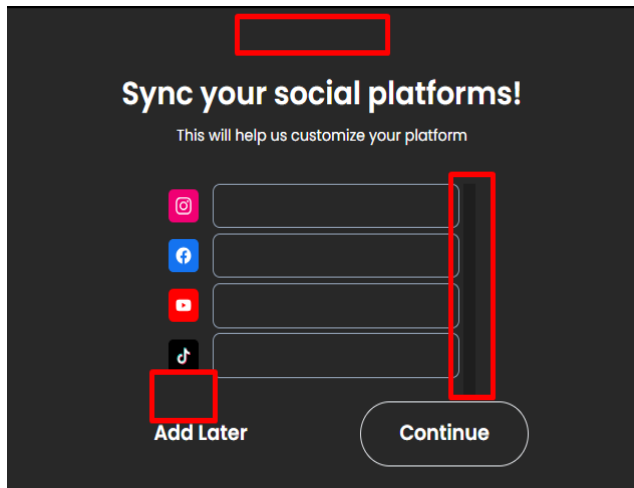 Sync your social platforms!
This will help us customize your platform
Add Later
Continue